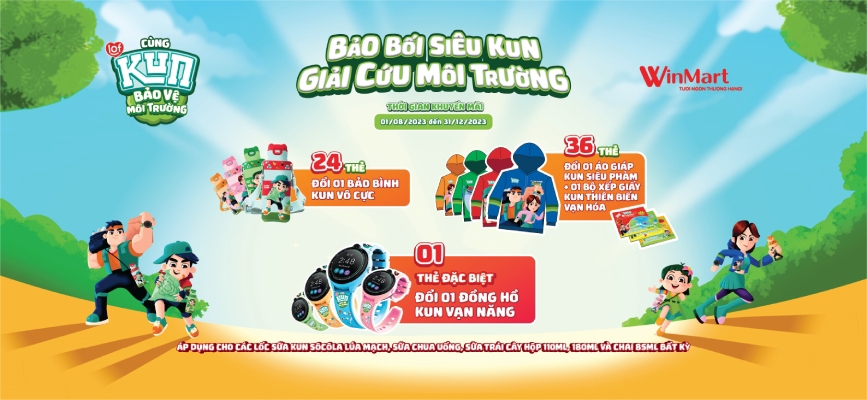 lof
CÙNG
KUN
BẢO VỆ
MÔI TRƯỜNG
BẢO BỐI SIÊU KUN
GIẢI CỨU MÔI TRƯỜNG
THỜI GIAN KHUYẾN MÃI
01/08/2023 đến 31/12/2023
WinMart
TƯƠI NGON THƯỢNG HẠNG!
24 THẺ
ĐỔI 01 BẢO BÌNH
KUN VÔ CỰC
36 THẺ
ĐỔI 01 ÁO GIÁP
KUN SIÊU PHÀM
+ 01 BỘ XẾP GIẤY
KUN THIÊN BIẾN
VẠN HÓA
01
THẺ ĐẶC BIỆT
ĐỔI 01 ĐỒNG HỒ
KUN VẠN NĂNG
ÁP DỤNG CHO CÁC LỐC SỮA KUN SÔCÔLA LÚA MẠCH, SỮA CHUA UỐNG, SỮA TRÁI CÂY HỘP 110ML, 180ML VÀ CHAI 85ML BẤT KỲ